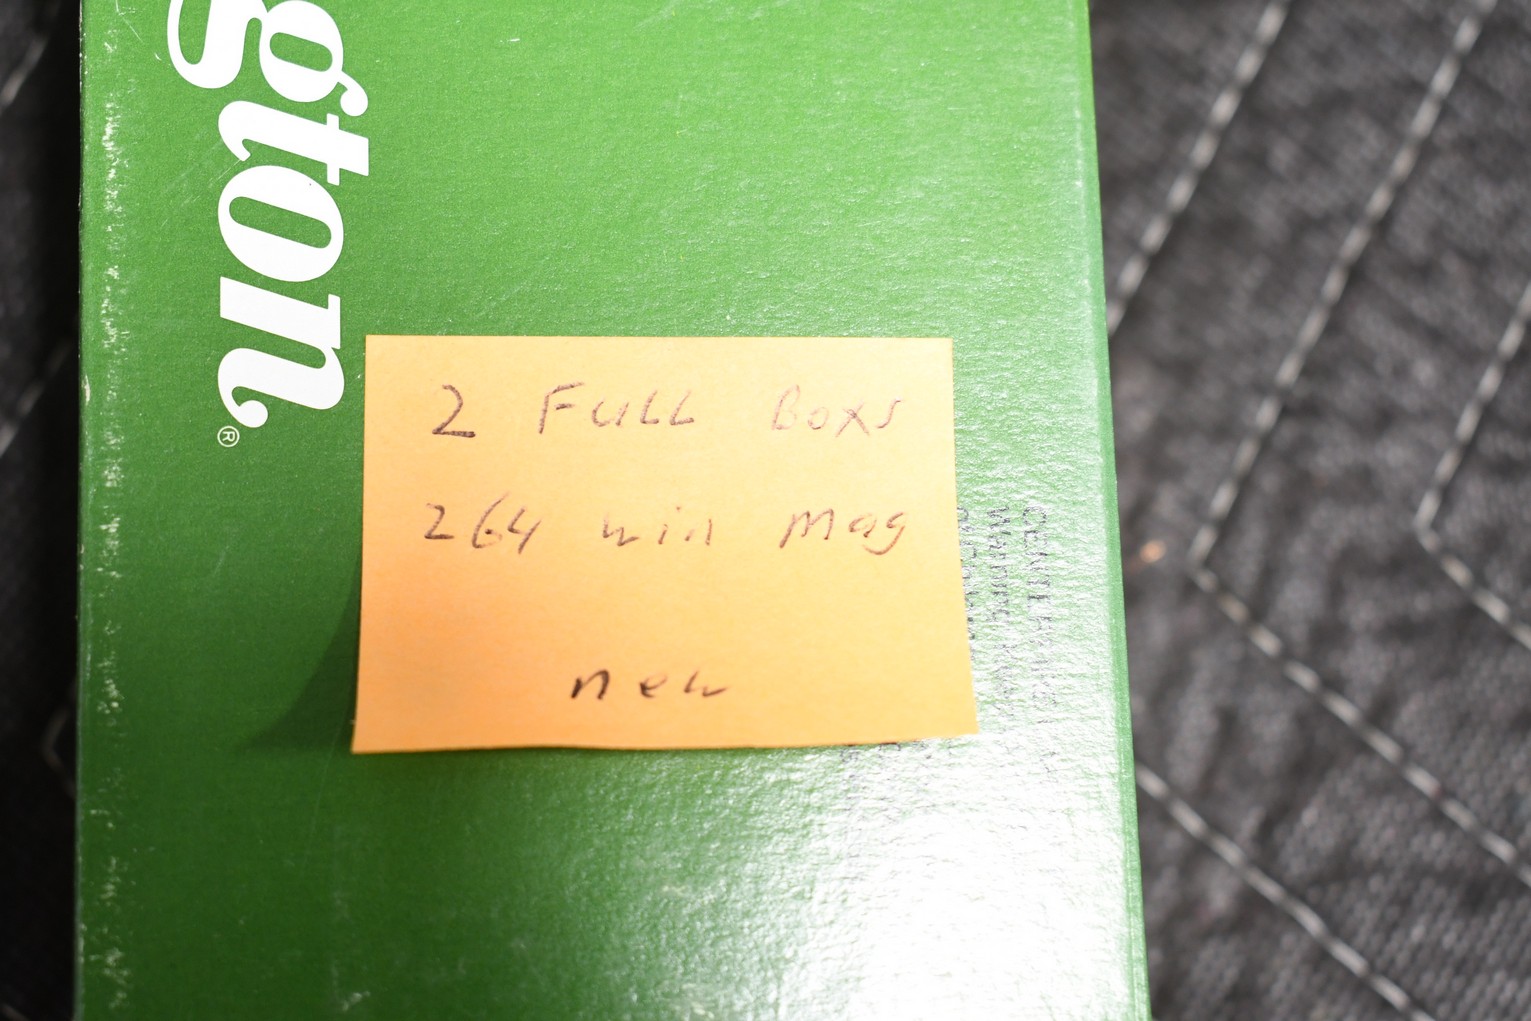 gton®
2 Full Boxs
264 win mag
new